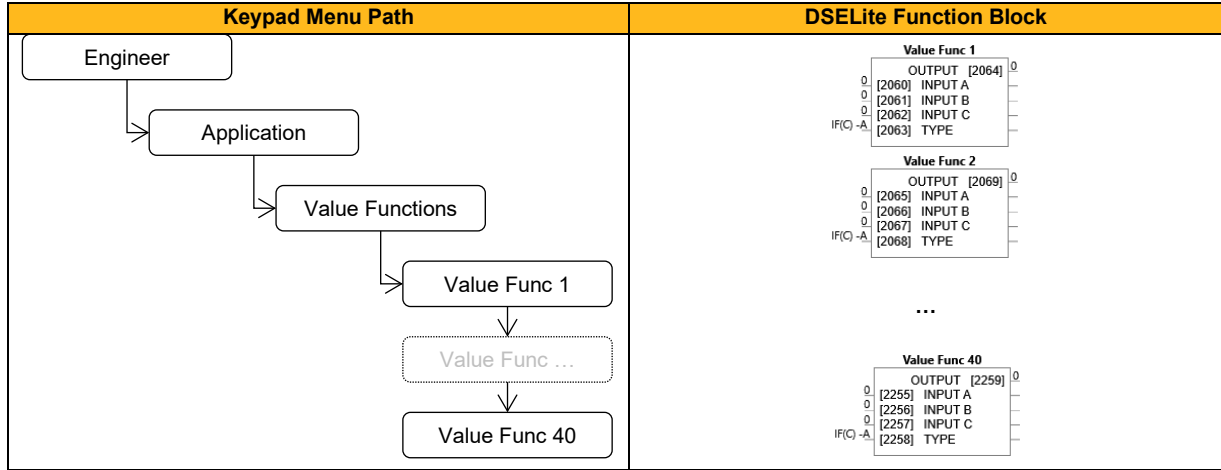 Keypad Menu Path
DSELite Function Block
Engineer
Application
Value Functions
Value Func 1
Value Func …
Value Func 40
Value Func 1
OUTPUT [2064] 0
0 [2060] INPUT A
0 [2061] INPUT B
0 [2062] INPUT C
IF(C) -A [2063] TYPE
Value Func 2
OUTPUT [2069] 0
0 [2065] INPUT A
0 [2066] INPUT B
0 [2067] INPUT C
IF(C) -A [2068] TYPE
…
Value Func 40
OUTPUT [2259] 0
0 [2255] INPUT A
0 [2256] INPUT B
0 [2257] INPUT C
IF(C) -A [2258] TYPE